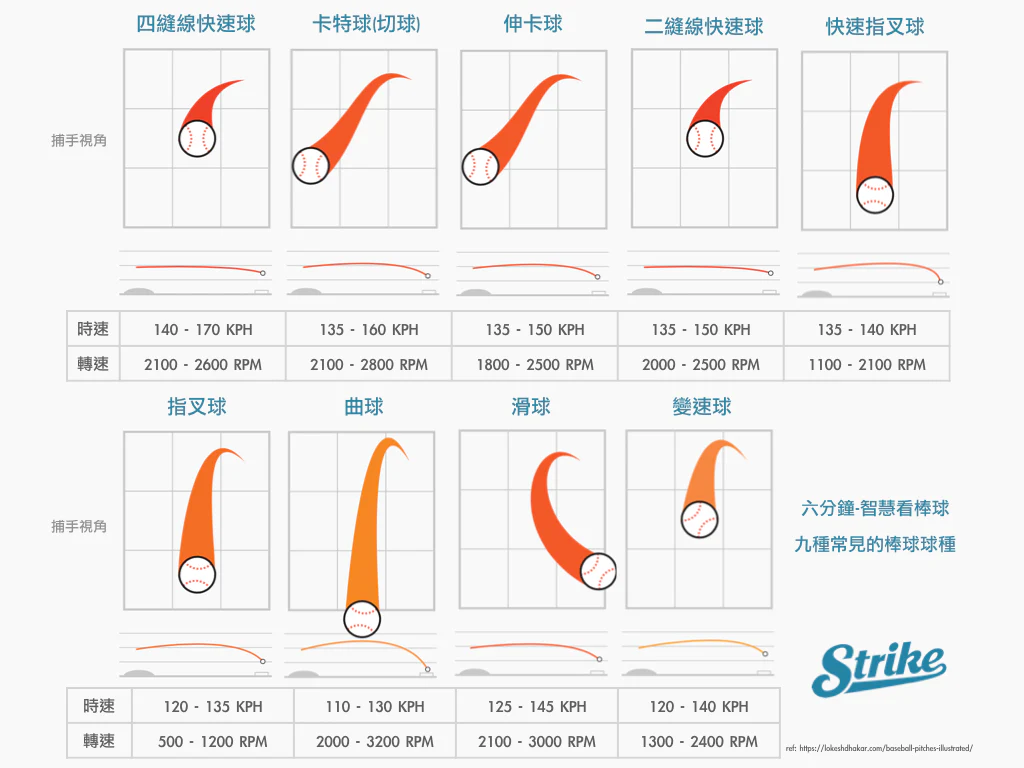 四縫線快速球 卡特球(切球) 伸卡球 二縫線快速球 快速指叉球
捕手視角
時速 140 - 170 KPH 135 - 160 KPH 135 - 150 KPH 135 - 150 KPH 135 - 140 KPH
轉速 2100 - 2600 RPM 2100 - 2800 RPM 1800 - 2500 RPM 2000 - 2500 RPM 1100 - 2100 RPM
指叉球 曲球 滑球 變速球
捕手視角
六分鐘-智慧看棒球
九種常見的棒球球種
Strike
時速 120 - 135 KPH 110 - 130 KPH 125 - 145 KPH 120 - 140 KPH
轉速 500 - 1200 RPM 2000 - 3200 RPM 2100 - 3000 RPM 1300 - 2400 RPM
ref: https://lokeshdhakar.com/baseball-pitches-illustrated/